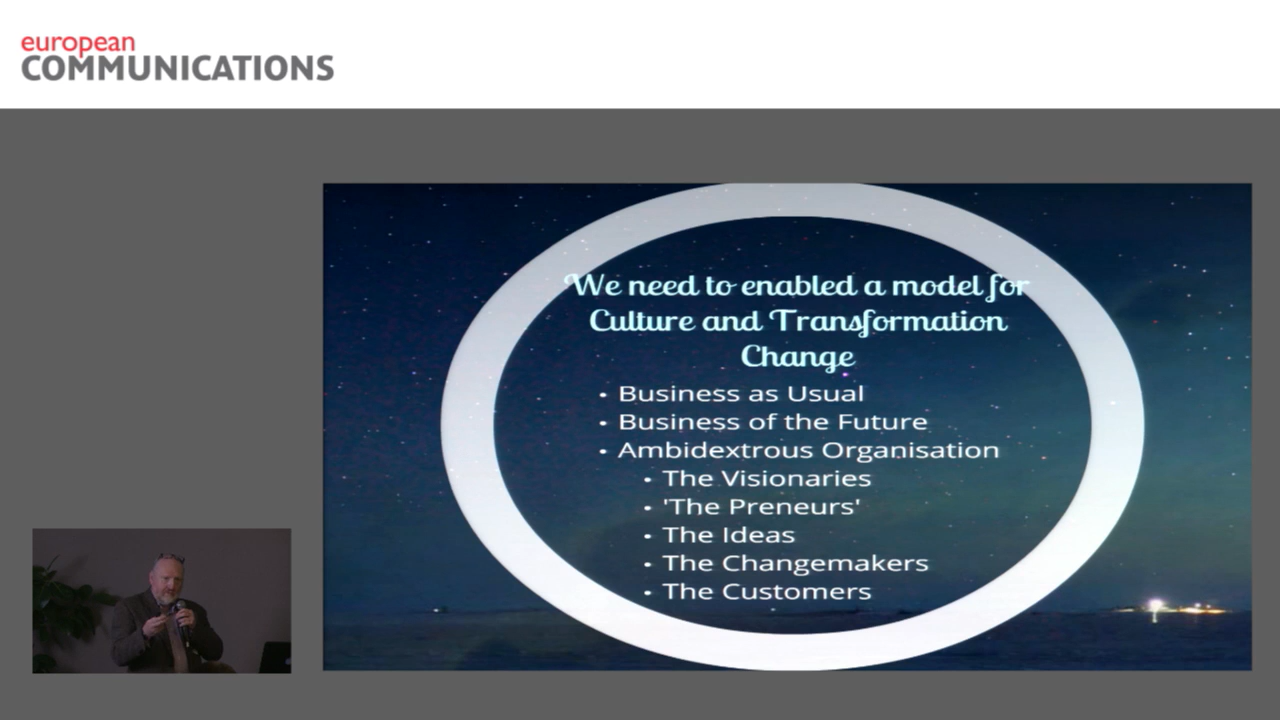 european
COMMUNICATIONS
We need to enabled a model for
Culture and Transformation
Change
• Business as Usual
• Business of the Future
• Ambidextrous Organisation
• The Visionaries
• 'The Preneurs'
• The Ideas
• The Changemakers
• The Customers